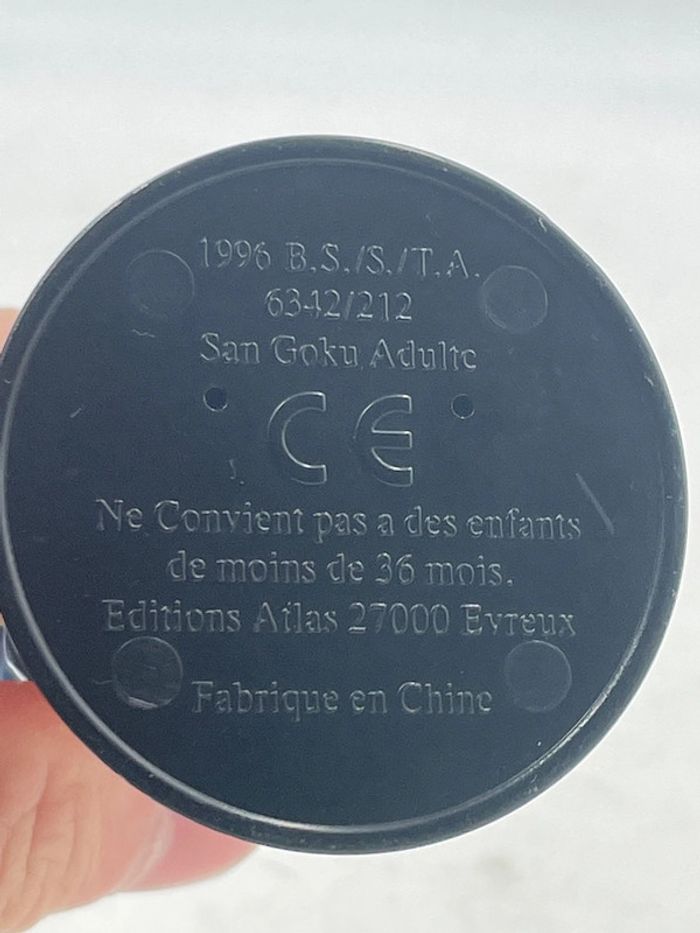 1996 B.S./S./T.A.
6342/212
San Goku Adulte
CE
Ne Convient pas a des enfants
de moins de 36 mois.
Editions Atlas 27000 Evreux
Fabrique en Chine